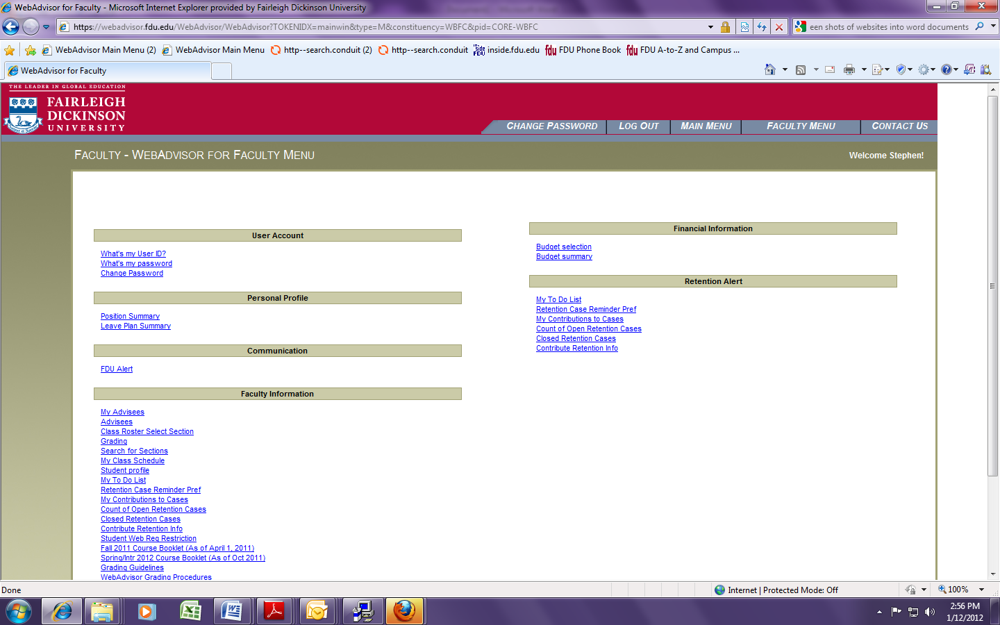 WebAdvisor for Faculty - Microsoft Internet Explorer provided by Fairleigh Dickinson University
https://webadvisor.fdu.edu/WebAdvisor/WebAdvisor?TOKENIDX=mainwin&type=M&constituency=WBFC&pid=CORE-WBFC
een shots of websites into word documents
WebAdvisor Main Menu (2) WebAdvisor Main Menu http--search.conduit (2) http--search.conduit inside.fdu.edu FDU Phone Book FDU A-to-Z and Campus ...
WebAdvisor for Faculty
THE LEADER IN GLOBAL EDUCATION
FAIRLEIGH
DICKINSON
UNIVERSITY
CHANGE PASSWORD LOG OUT MAIN MENU FACULTY MENU CONTACT US
FACULTY - WEBADVISOR FOR FACULTY MENU
Welcome Stephen!
User Account
What's my User ID?
What's my password
Change Password
Personal Profile
Position Summary
Leave Plan Summary
Communication
FDU Alert
Faculty Information
My Advisees
Advisees
Class Roster Select Section
Grading
Search for Sections
My Class Schedule
Student profile
My To Do List
Retention Case Reminder Pref
My Contributions to Cases
Count of Open Retention Cases
Closed Retention Cases
Contribute Retention Info
Student Web Reg Restriction
Fall 2011 Course Booklet (As of April 1, 2011)
Spring/Intr 2012 Course Booklet (As of Oct 2011)
Grading Guidelines
WebAdvisor Grading Procedures
Financial Information
Budget selection
Budget summary
Retention Alert
My To Do List
Retention Case Reminder Pref
My Contributions to Cases
Count of Open Retention Cases
Closed Retention Cases
Contribute Retention Info
Done
Internet | Protected Mode: Off
100%
2:56 PM
1/12/2012